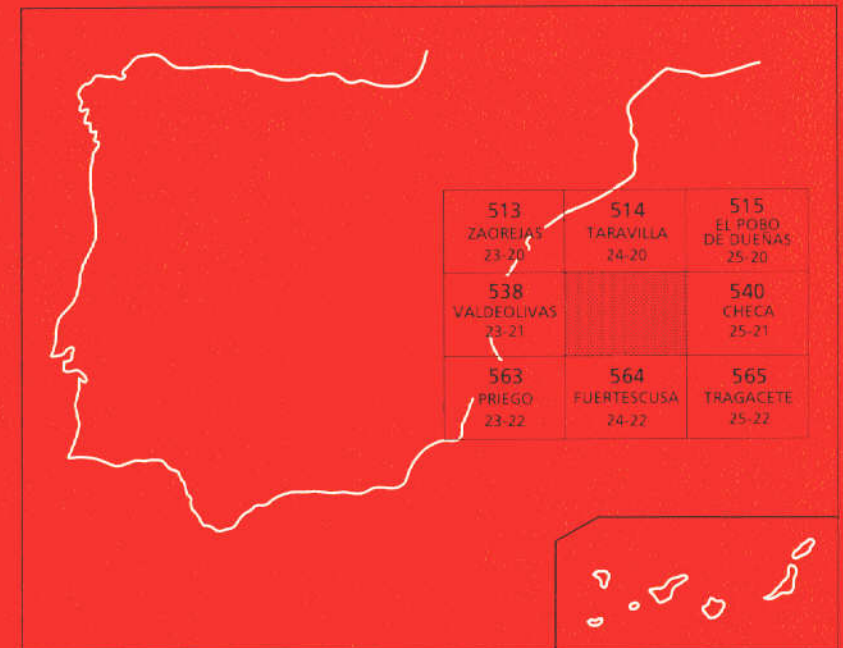 513
ZAOREJAS
23-20
514
TARAVILLA
24-20
515
EL POBO
DE DUEÑAS
25-20
538
VALDEOLIVAS
23-21
540
CHECA
25-21
563
PRIEGO
23-22
564
FUERTESCUSA
24-22
565
TRAGACETE
25-22